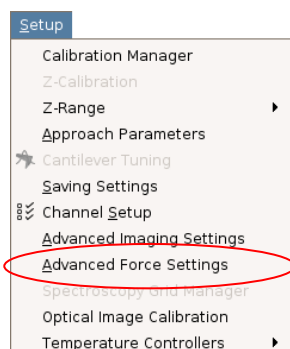 Setup
Calibration Manager
Z-Calibration
Z-Range
Approach Parameters
Cantilever Tuning
Saving Settings
Channel Setup
Advanced Imaging Settings
Advanced Force Settings
Spectroscopy Grid Manager
Optical Image Calibration
Temperature Controllers